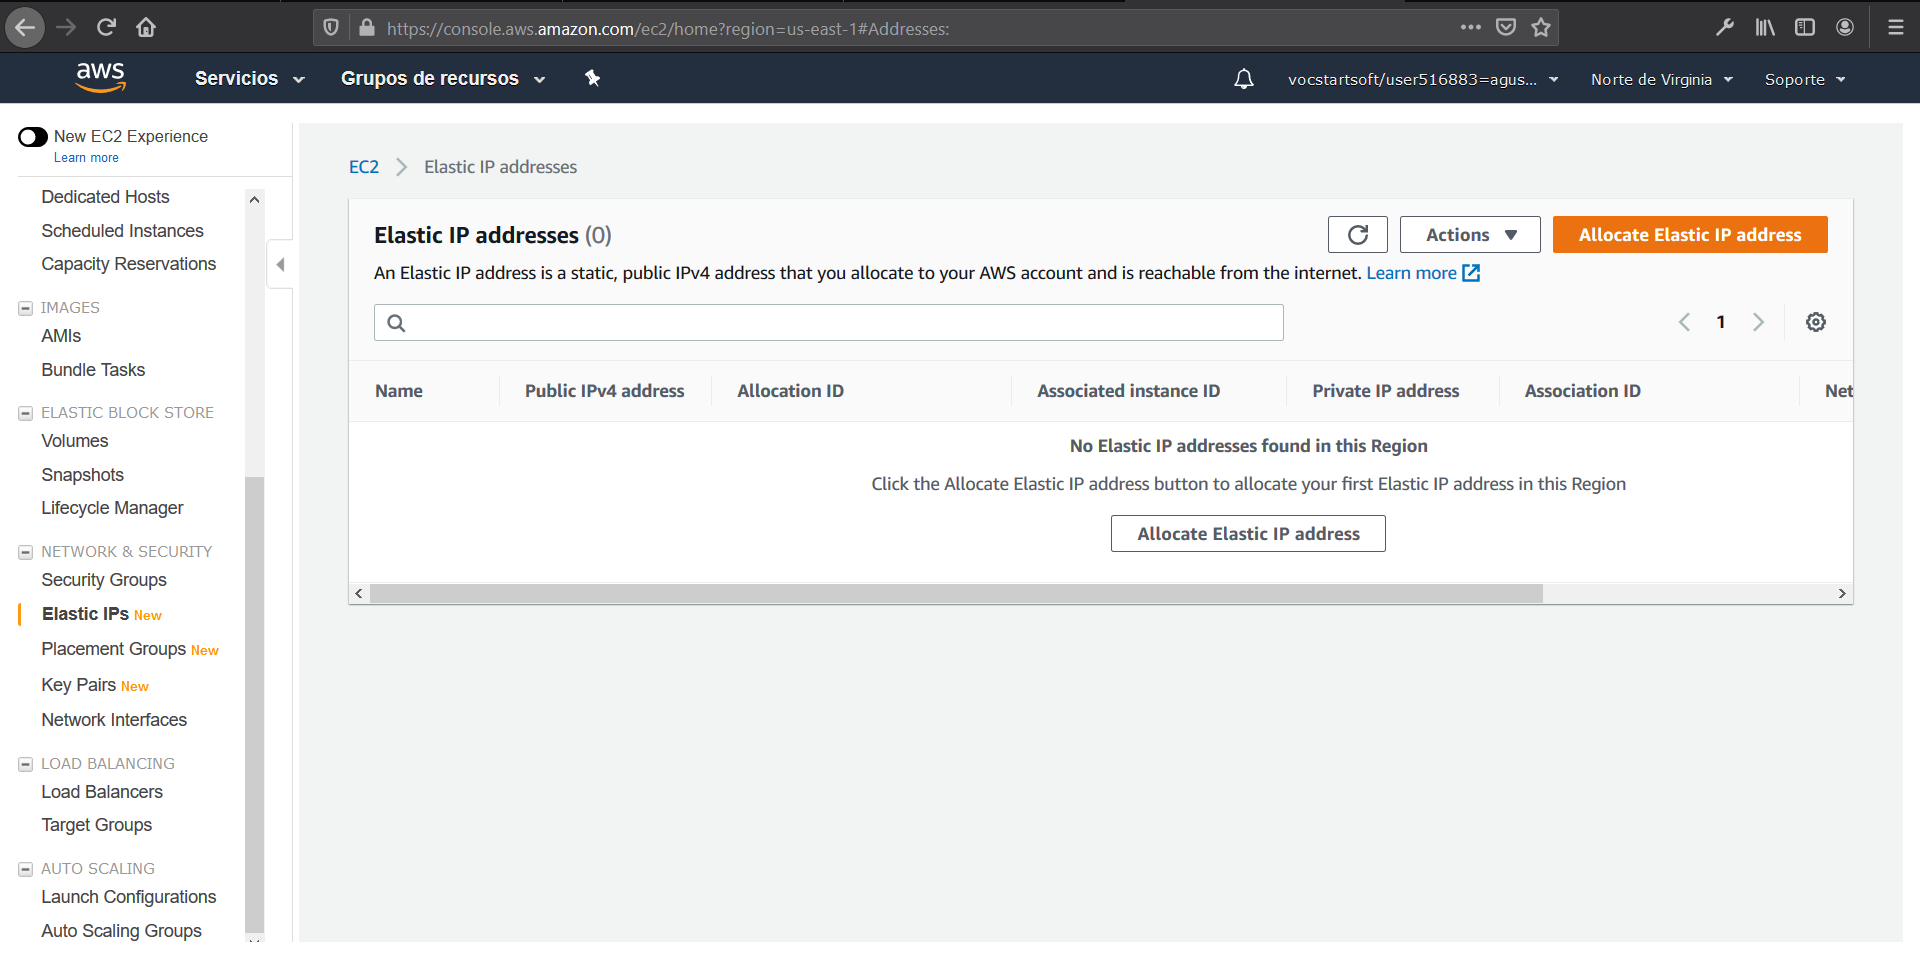 https://console.aws.amazon.com/ec2/home?region=us-east-1#Addresses:
aws
Servicios
Grupos de recursos
vocstartsoft/user516883=agus...
Norte de Virginia
Soporte
New EC2 Experience
Learn more
Dedicated Hosts
Scheduled Instances
Capacity Reservations
IMAGES
AMIs
Bundle Tasks
ELASTIC BLOCK STORE
Volumes
Snapshots
Lifecycle Manager
NETWORK & SECURITY
Security Groups
Elastic IPs New
Placement Groups New
Key Pairs New
Network Interfaces
LOAD BALANCING
Load Balancers
Target Groups
AUTO SCALING
Launch Configurations
Auto Scaling Groups
EC2 > Elastic IP addresses
Elastic IP addresses (0)
Actions
Allocate Elastic IP address
An Elastic IP address is a static, public IPv4 address that you allocate to your AWS account and is reachable from the internet. Learn more
1
Name Public IPv4 address Allocation ID Associated instance ID Private IP address Association ID Net
No Elastic IP addresses found in this Region
Click the Allocate Elastic IP address button to allocate your first Elastic IP address in this Region
Allocate Elastic IP address